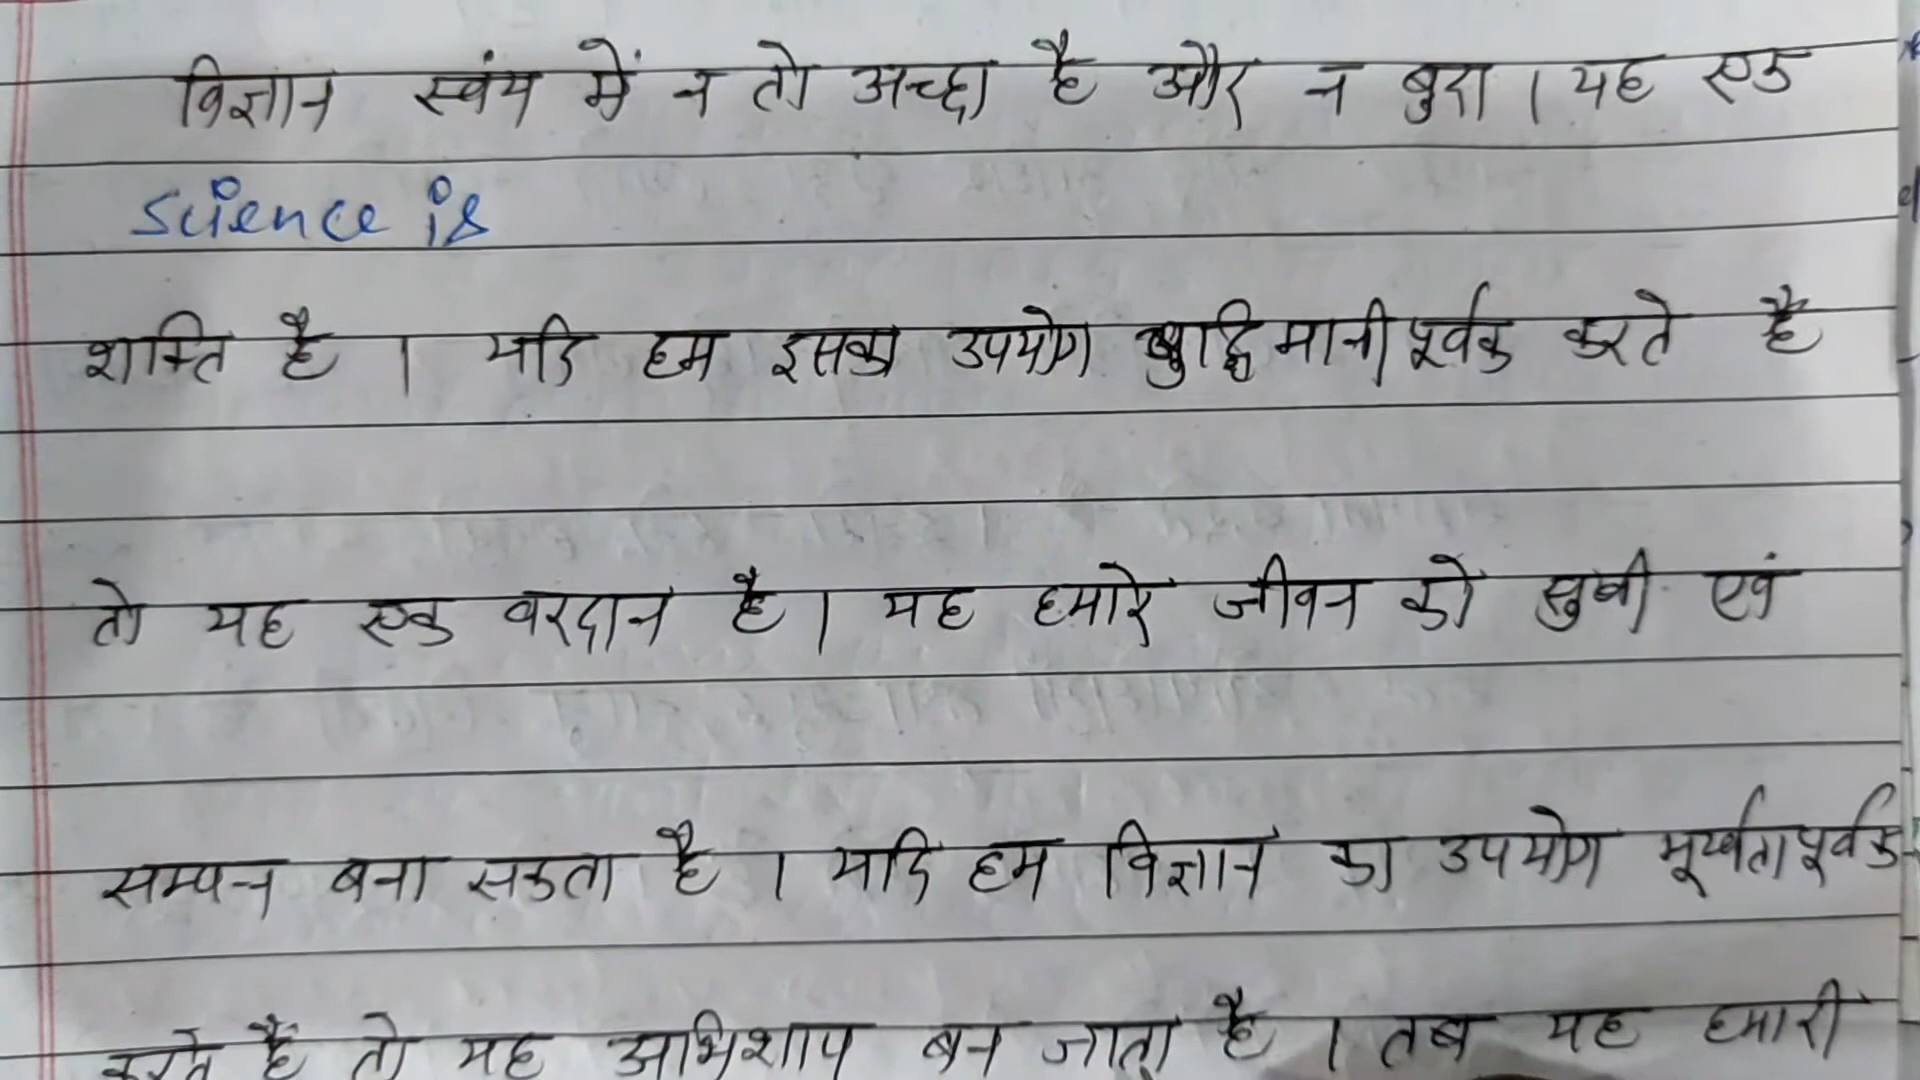 विज्ञान स्वंय में न तो अच्छा है और न बुरा । यह एक
Science is
शक्ति है । यदि हम इसका उपयोग बुद्धिमानी पूर्वक करते है
तो यह एक वरदान है । यह हमारे जीवन को सुखी एवं
सम्पन्न बना सकता है । यदि हम विज्ञान का उपयोग मूर्खता पूर्वक
करते हैं तो यह अभिशाप बन जाता है । तब यह हमारी